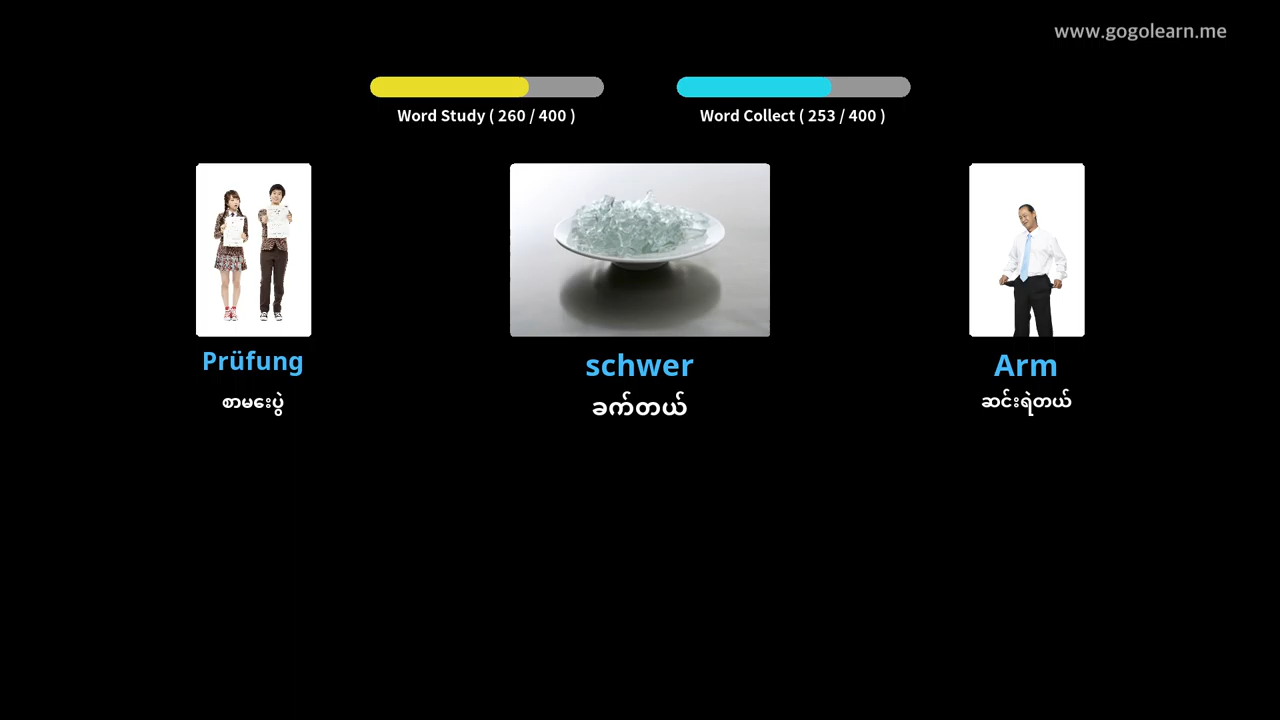 www.gogolearn.me
Word Study ( 260 / 400 )
Word Collect ( 253 / 400 )
Prüfung
schwer
Arm
စာမေးပွဲ
ခက်တယ်
ဆင်းရဲတယ်